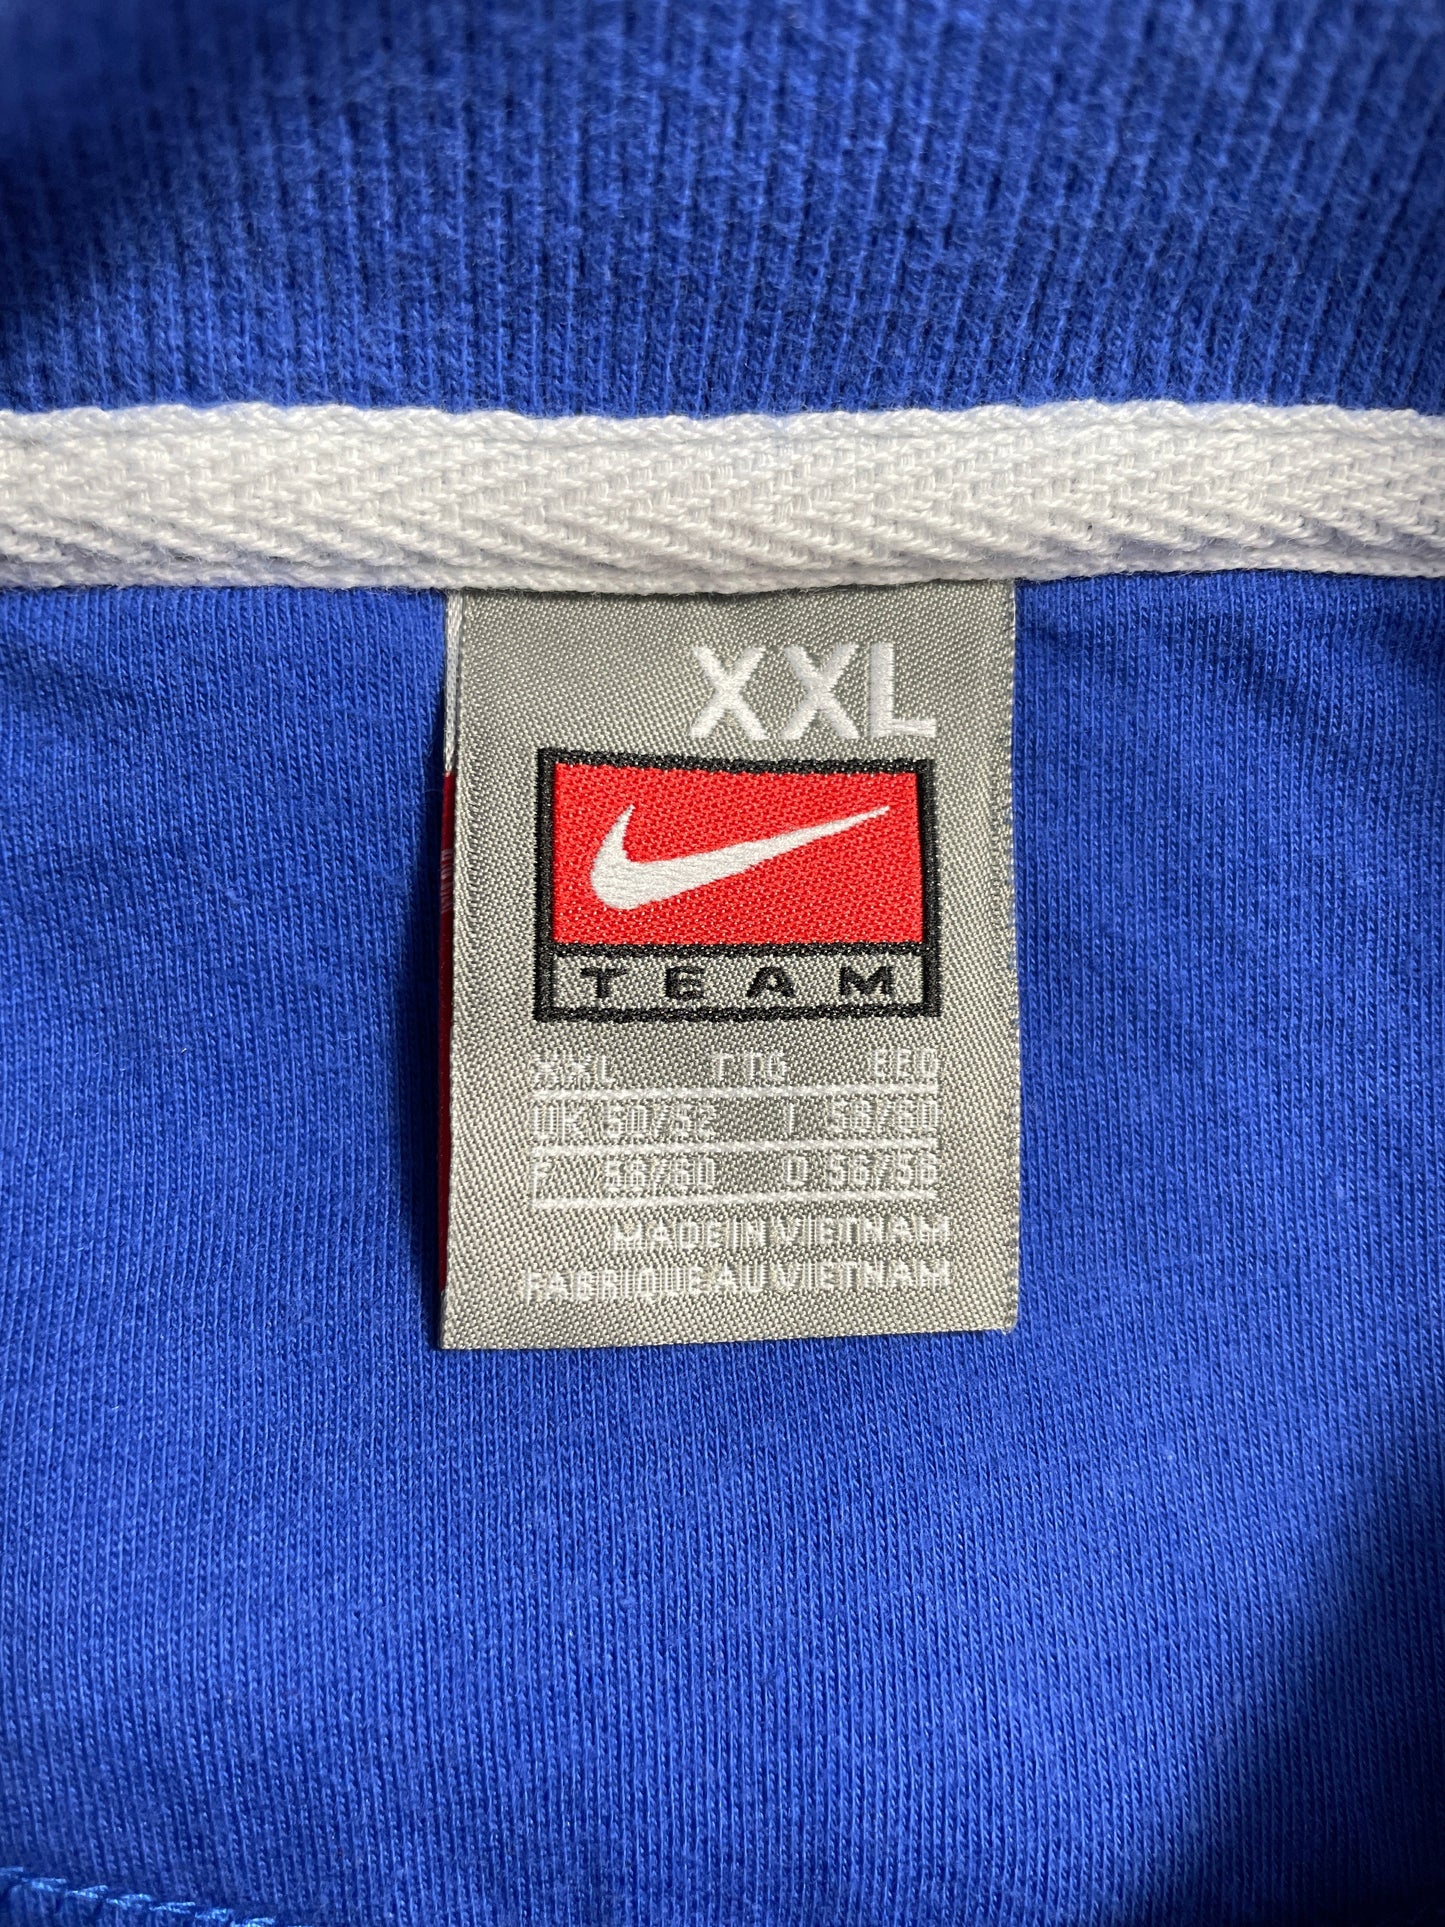 XXL
TEAM
XXL TTG EEG
UK 50/52 I 58/60
F 58/60 D 56/58
MADE IN VIETNAM
FABRIQUE AU VIETNAM